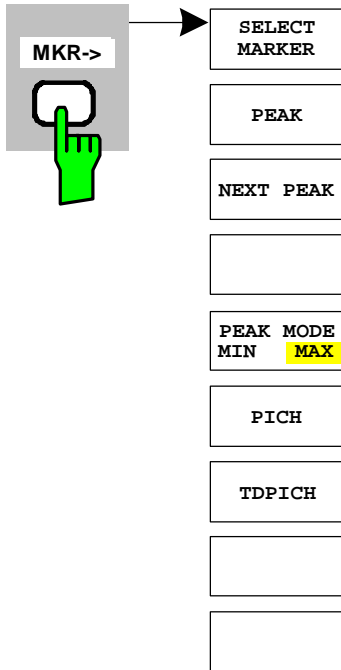 MKR->
SELECT
MARKER
PEAK
NEXT PEAK
PEAK MODE
MIN MAX
PICH
TDPICH